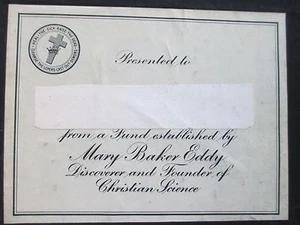 Presented to
from a Fund established by
Mary Baker Eddy
Discoverer and Founder of
Christian Science